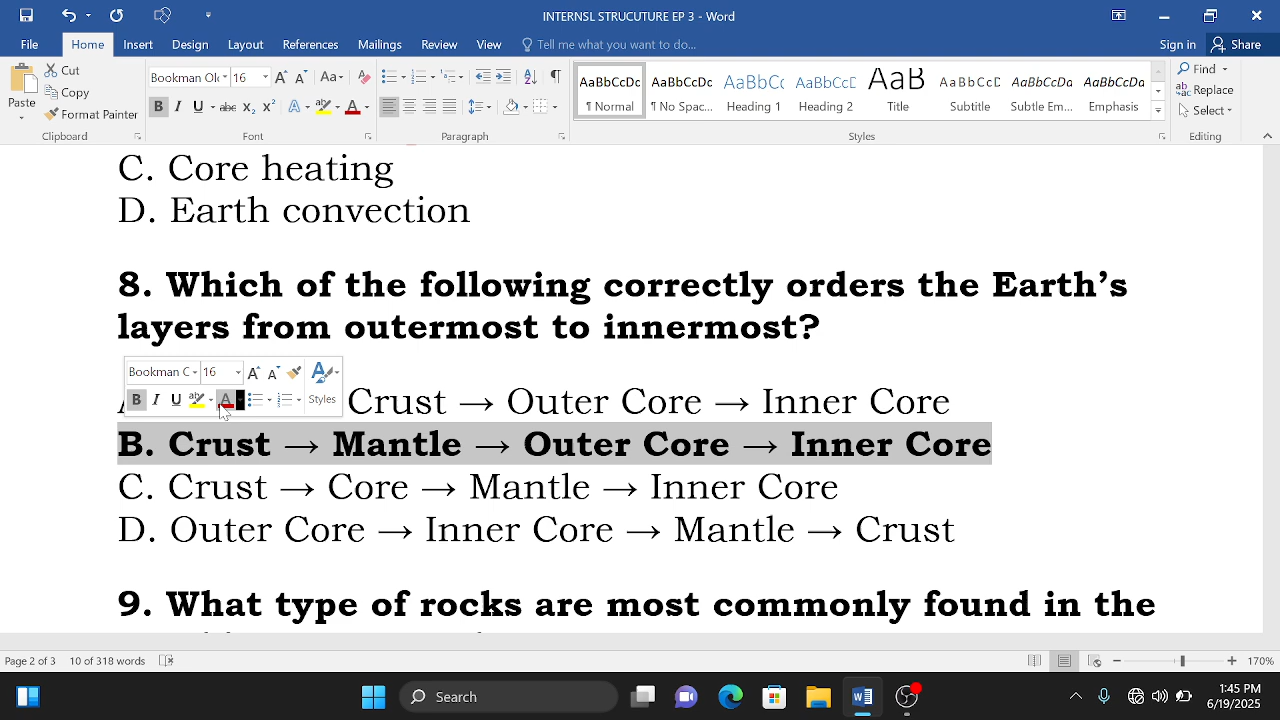 INTERNSL STRUCUTURE EP 3 - Word
File Home Insert Design Layout References Mailings Review View Tell me what you want to do... Sign in Share
Paste Cut Copy Format Painter
Bookman Ol 16
Clipboard Font Paragraph Styles Editing
AaBbCcDc AaBbCcDc AaBbCc AaBbCcC AaB AaBbCcD AaBbCcDc AaBbCcDc
¶ Normal ¶ No Spac... Heading 1 Heading 2 Title Subtitle Subtle Em... Emphasis
Find Replace Select
C. Core heating
D. Earth convection
8. Which of the following correctly orders the Earth’s
layers from outermost to innermost?
Bookman C 16
Styles
Crust → Outer Core → Inner Core
B. Crust → Mantle → Outer Core → Inner Core
C. Crust → Core → Mantle → Inner Core
D. Outer Core → Inner Core → Mantle → Crust
9. What type of rocks are most commonly found in the
Page 2 of 3 10 of 318 words 170%
Search
1:45 PM
6/19/2025